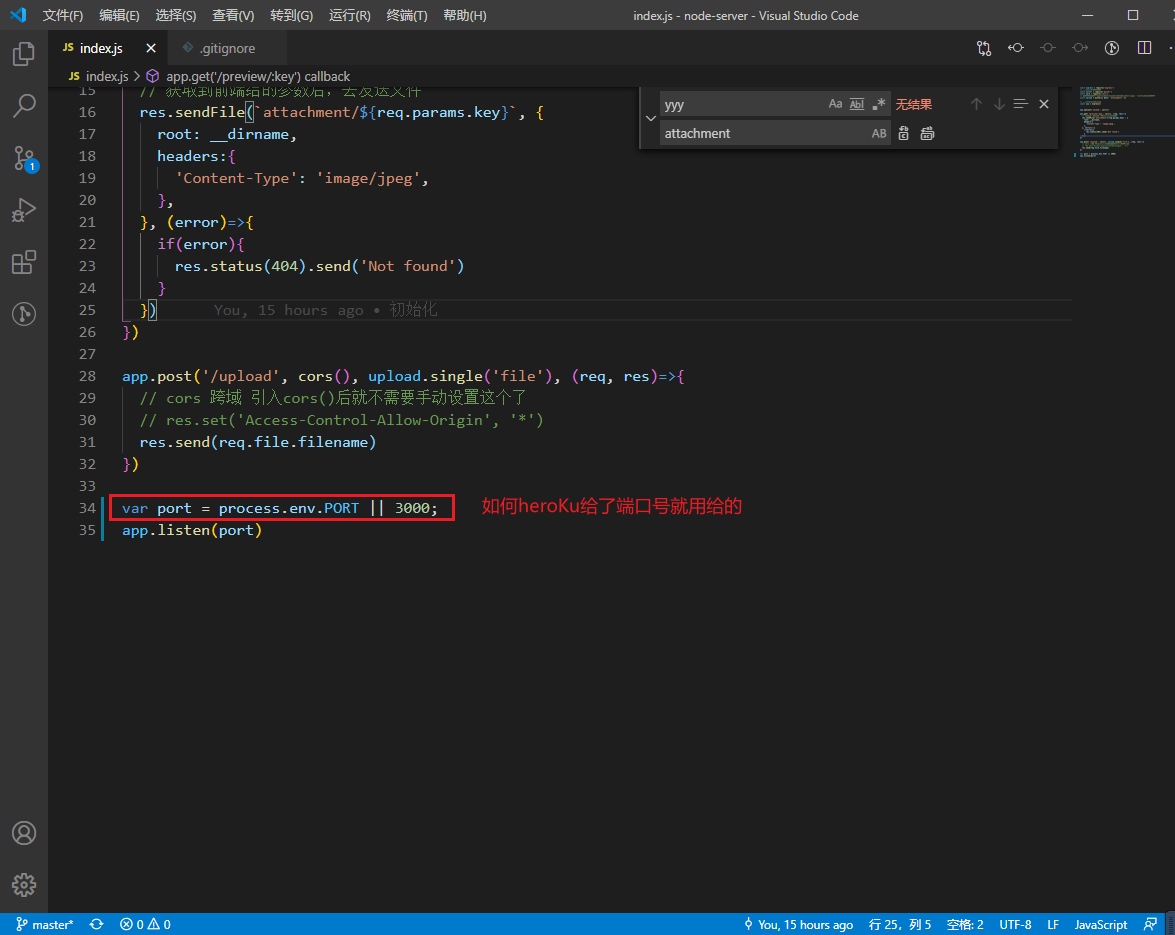 文件(F) 编辑(E) 选择(S) 查看(V) 转到(G) 运行(R) 终端(T) 帮助(H) index.js - node-server - Visual Studio Code
JS index.js .gitignore
JS index.js > app.get('/preview/:key') callback
yyy Aa Abl .* 无结果
attachment AB
1
15 // 获取到前端给的参数后，去发送文件
16 res.sendFile(`attachment/${req.params.key}`, {
17 root: __dirname,
18 headers:{
19 'Content-Type': 'image/jpeg',
20 },
21 }, (error)=>{
22 if(error){
23 res.status(404).send('Not found')
24 }
25 }) You, 15 hours ago • 初始化
26 })
27
28 app.post('/upload', cors(), upload.single('file'), (req, res)=>{
29 // cors 跨域 引入cors()后就不需要手动设置这个了
30 // res.set('Access-Control-Allow-Origin', '*')
31 res.send(req.file.filename)
32 })
33
34 var port = process.env.PORT || 3000; 如何heroKu给了端口号就用给的
35 app.listen(port)
master* 0 0 You, 15 hours ago 行 25，列 5 空格: 2 UTF-8 LF JavaScript